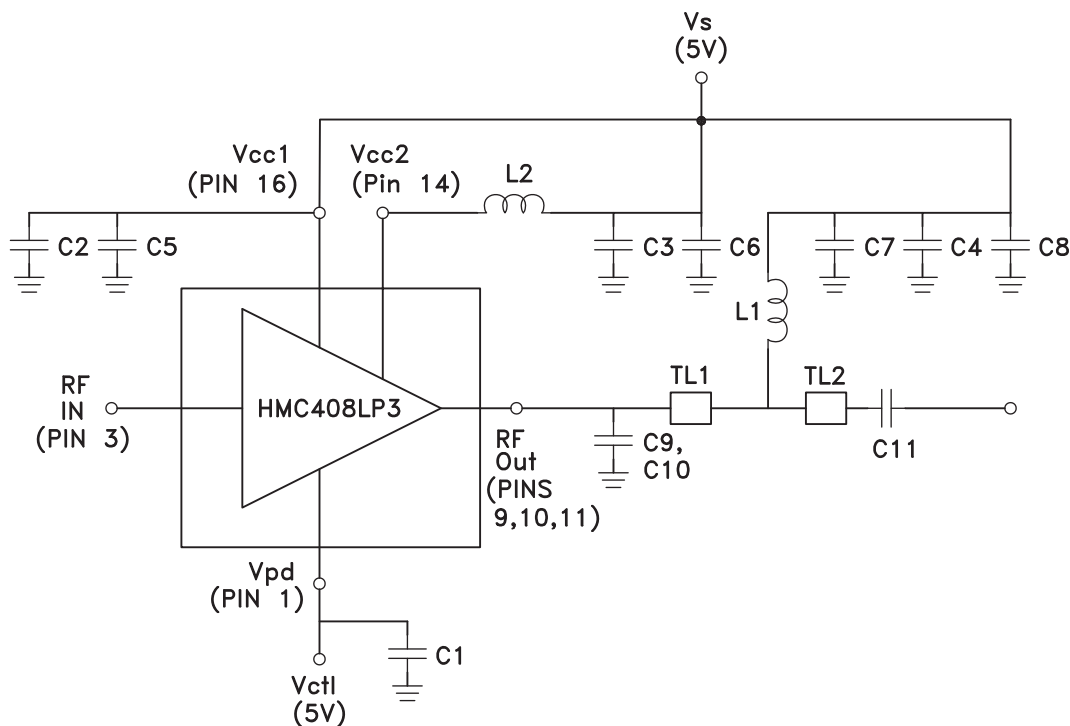 Vs
(5V)
Vcc1
(PIN 16)
Vcc2
(Pin 14)
L2
C2
C5
C3
C6
C7
C4
C8
L1
RF
IN
(PIN 3)
HMC408LP3
TL1
TL2
RF
Out
(PINS
9,10,11)
C9,
C10
C11
Vpd
(PIN 1)
C1
Vctl
(5V)